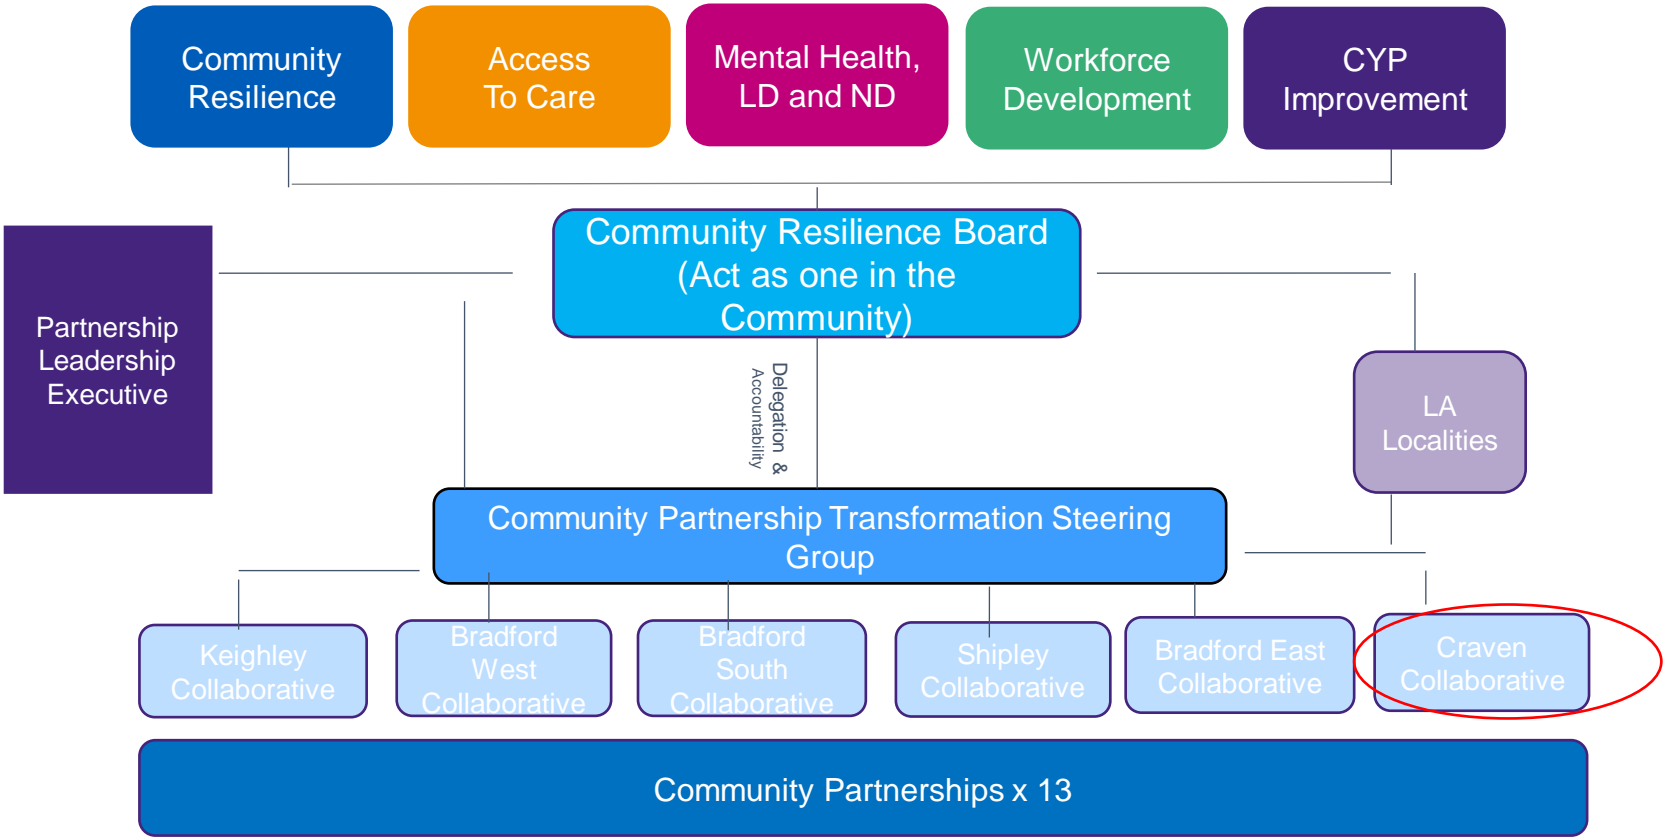 Community
Resilience
Access
To Care
Mental Health,
LD and ND
Workforce
Development
CYP
Improvement
Community Resilience Board
(Act as one in the
Community)
Partnership
Leadership
Executive
Delegation &
Accountability
LA
Localities
Community Partnership Transformation Steering
Group
Keighley
Collaborative
Bradford
West
Collaborative
Bradford
South
Collaborative
Shipley
Collaborative
Bradford East
Collaborative
Craven
Collaborative
Community Partnerships x 13